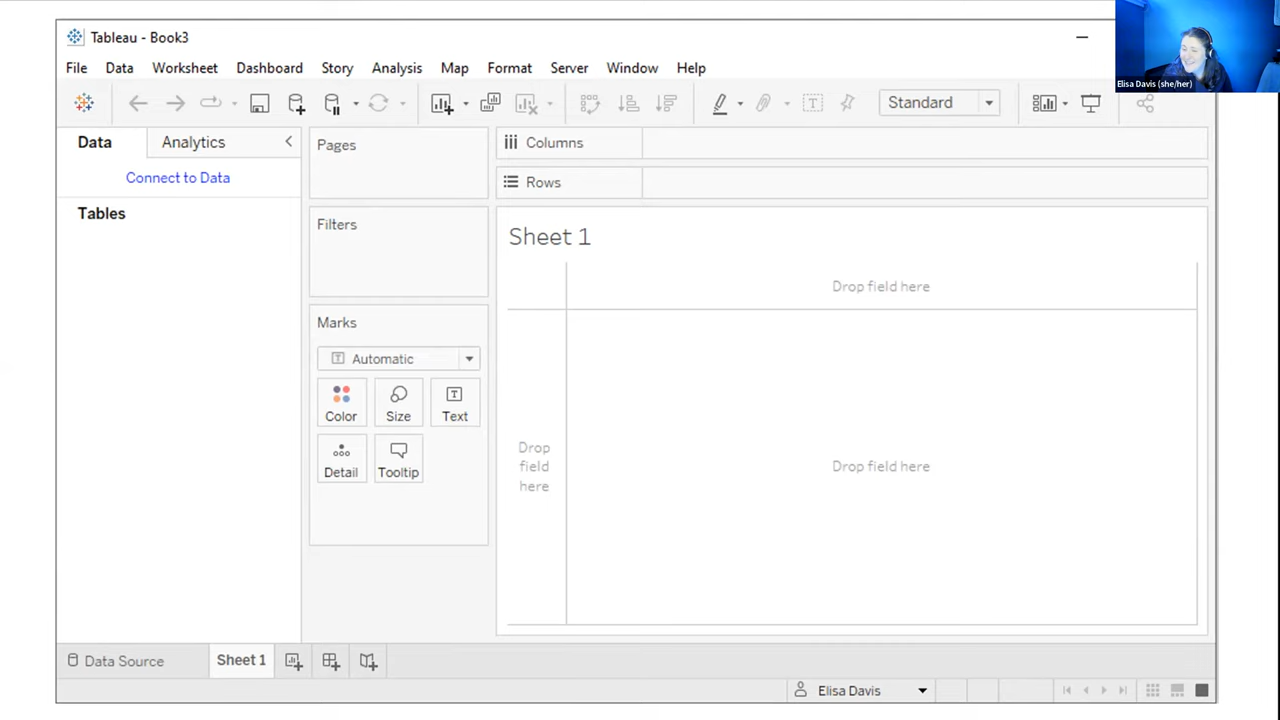 Tableau - Book3
Elisa Davis (she/her)
File Data Worksheet Dashboard Story Analysis Map Format Server Window Help
Standard
Data Analytics
Connect to Data
Tables
Pages
Filters
Marks
Automatic
Color Size Text
Detail Tooltip
Columns
Rows
Sheet 1
Drop field here
Drop
field
here
Drop field here
Data Source Sheet 1
Elisa Davis